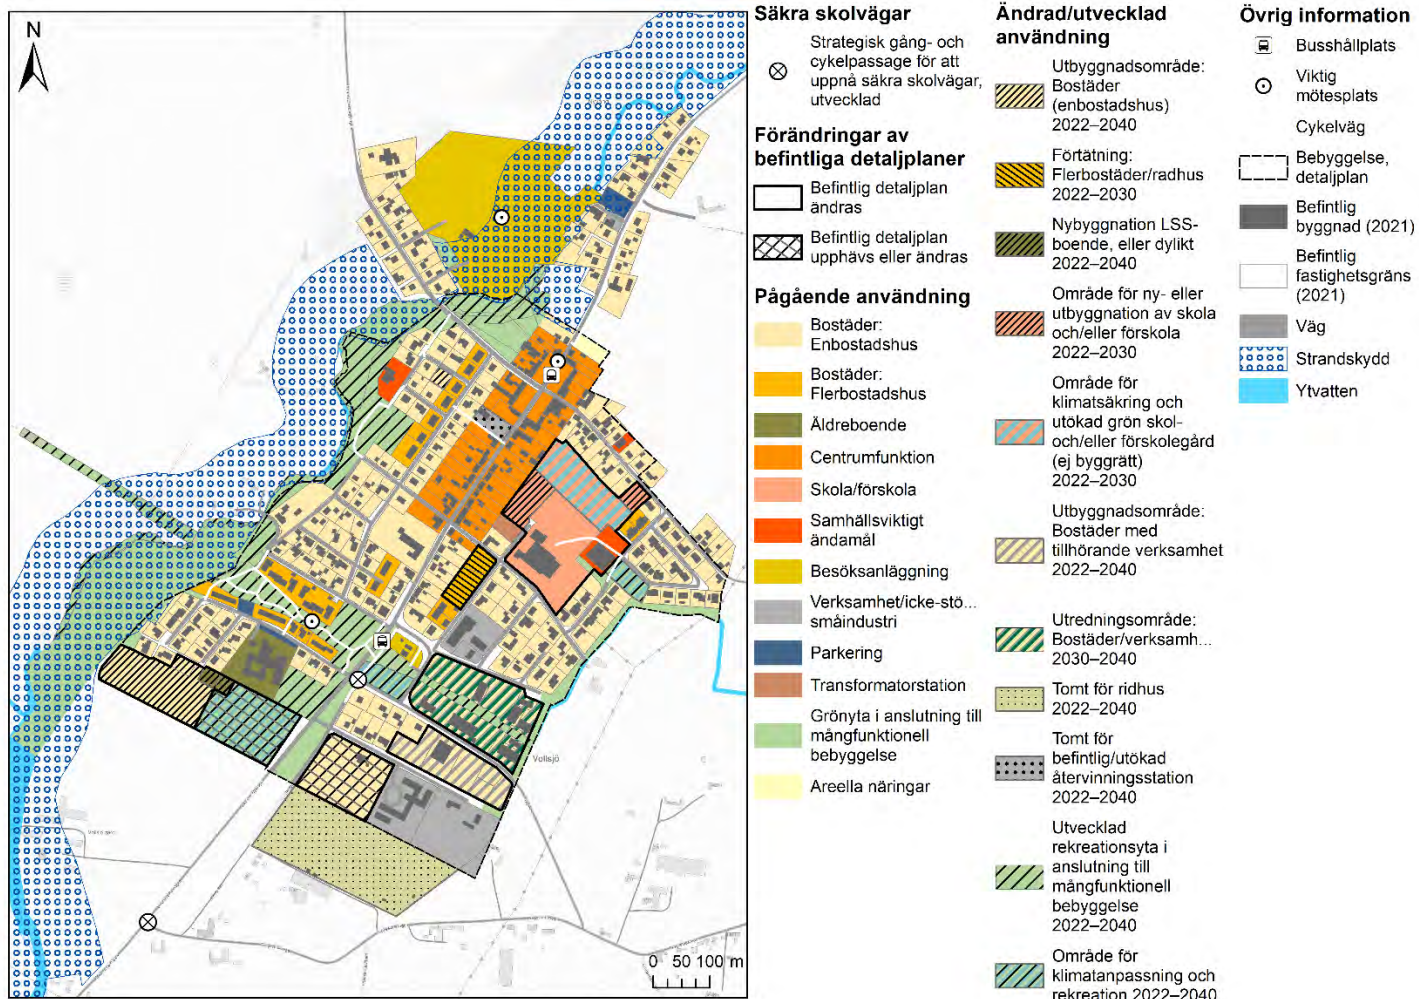 N
Vollsjö
0 50 100 m
Säkra skolvägar
Strategisk gång- och
cykelpassage för att
uppnå säkra skolvägar,
utvecklad
Förändringar av
befintliga detaljplaner
Befintlig detaljplan
ändras
Befintlig detaljplan
upphävs eller ändras
Pågående användning
Bostäder:
Enbostadshus
Bostäder:
Flerbostadshus
Äldreboende
Centrumfunktion
Skola/förskola
Samhällsviktigt
ändamål
Besöksanläggning
Verksamhet/icke-stö...
småindustri
Parkering
Transformatorstation
Grönyta i anslutning till
mångfunktionell
bebyggelse
Areella näringar
Ändrad/utvecklad
användning
Utbyggnadsområde:
Bostäder
(enbostadshus)
2022–2040
Förtätning:
Flerbostäder/radhus
2022–2030
Nybyggnation LSS-
boende, eller dylikt
2022–2040
Område för ny- eller
utbyggnation av skola
och/eller förskola
2022–2030
Område för
klimatsäkring och
utökad grön skol-
och/eller förskolegård
(ej byggrätt)
2022–2030
Utbyggnadsområde:
Bostäder med
tillhörande verksamhet
2022–2040
Utredningsområde:
Bostäder/verksamh...
2030–2040
Tomt för ridhus
2022–2040
Tomt för
befintlig/utökad
återvinningsstation
2022–2040
Utvecklad
rekreationsyta i
anslutning till
mångfunktionell
bebyggelse
2022–2040
Område för
klimatanpassning och
rekreation 2022–2040
Övrig information
Busshållplats
Viktig
mötesplats
Cykelväg
Bebyggelse,
detaljplan
Befintlig
byggnad (2021)
Befintlig
fastighetsgräns
(2021)
Väg
Strandskydd
Ytvatten